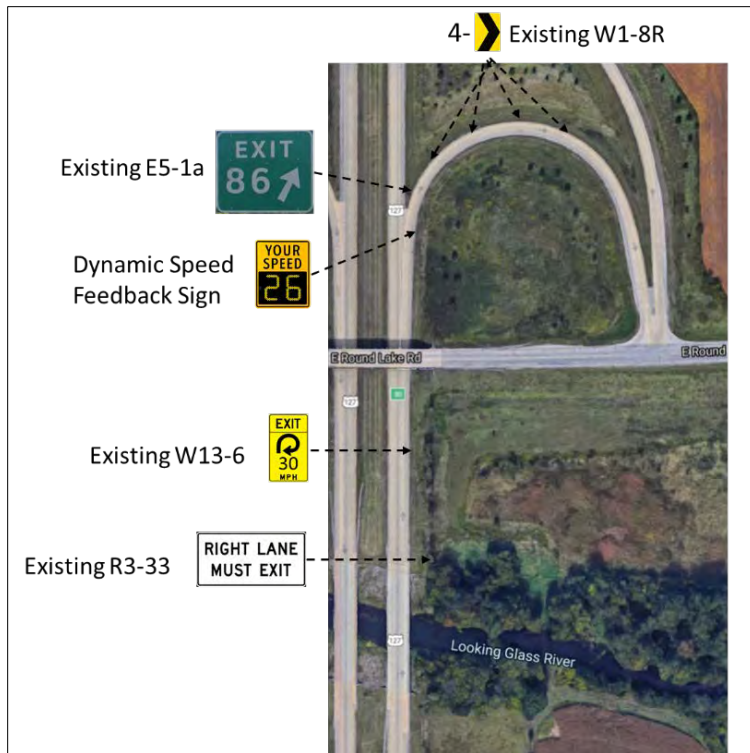 4- Existing W1-8R
Existing E5-1a
EXIT
86
127
Dynamic Speed
Feedback Sign
YOUR
SPEED
26
E Round Lake Rd
E Round
127
Existing W13-6
EXIT
30
MPH
Existing R3-33
RIGHT LANE
MUST EXIT
127
Looking Glass River